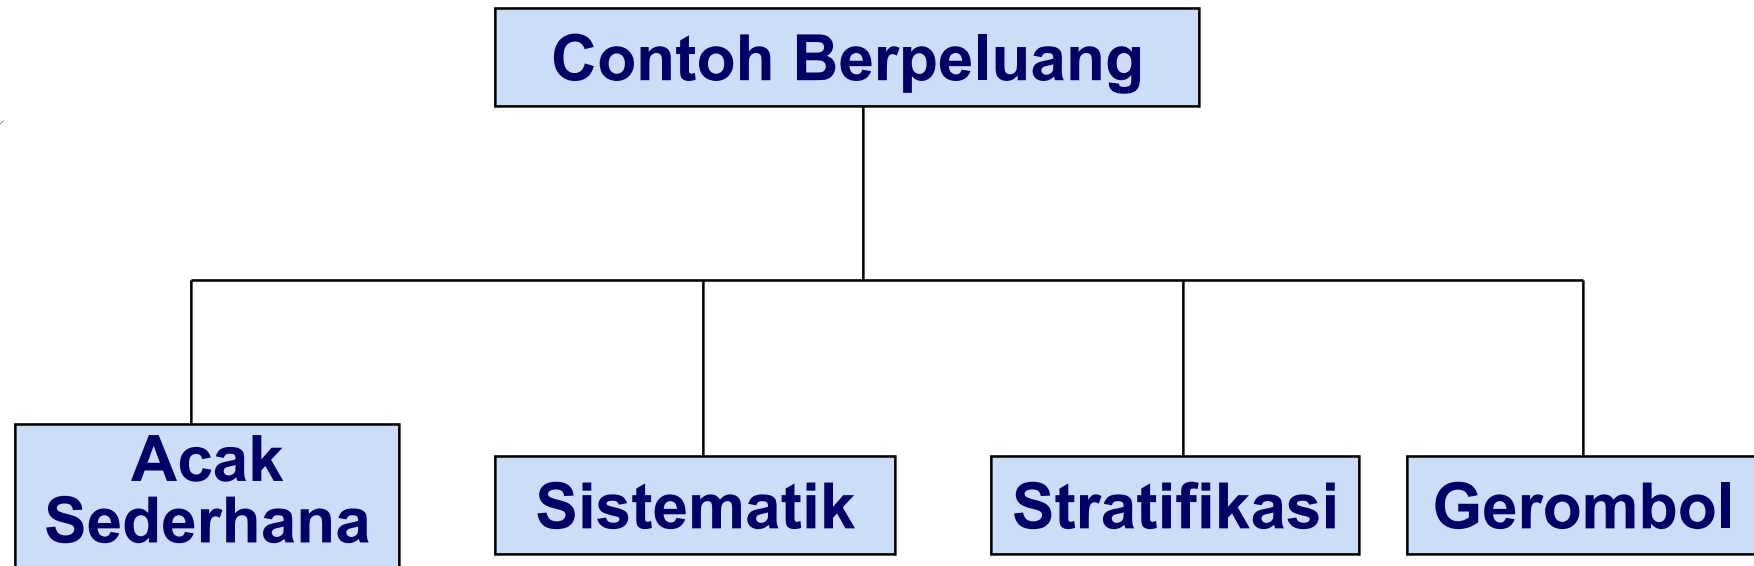 Contoh Berpeluang
Acak
Sederhana
Sistematik
Stratifikasi
Gerombol